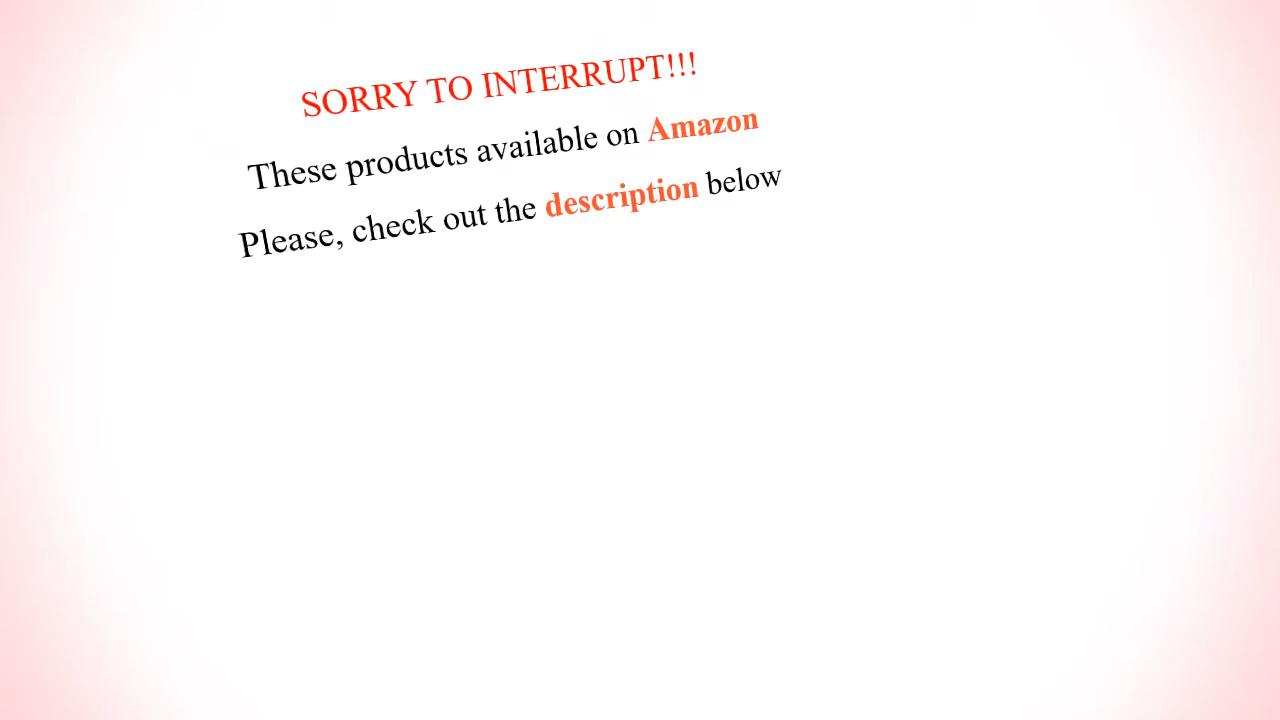 SORRY TO INTERRUPT!!!
These products available on Amazon
Please, check out the description below